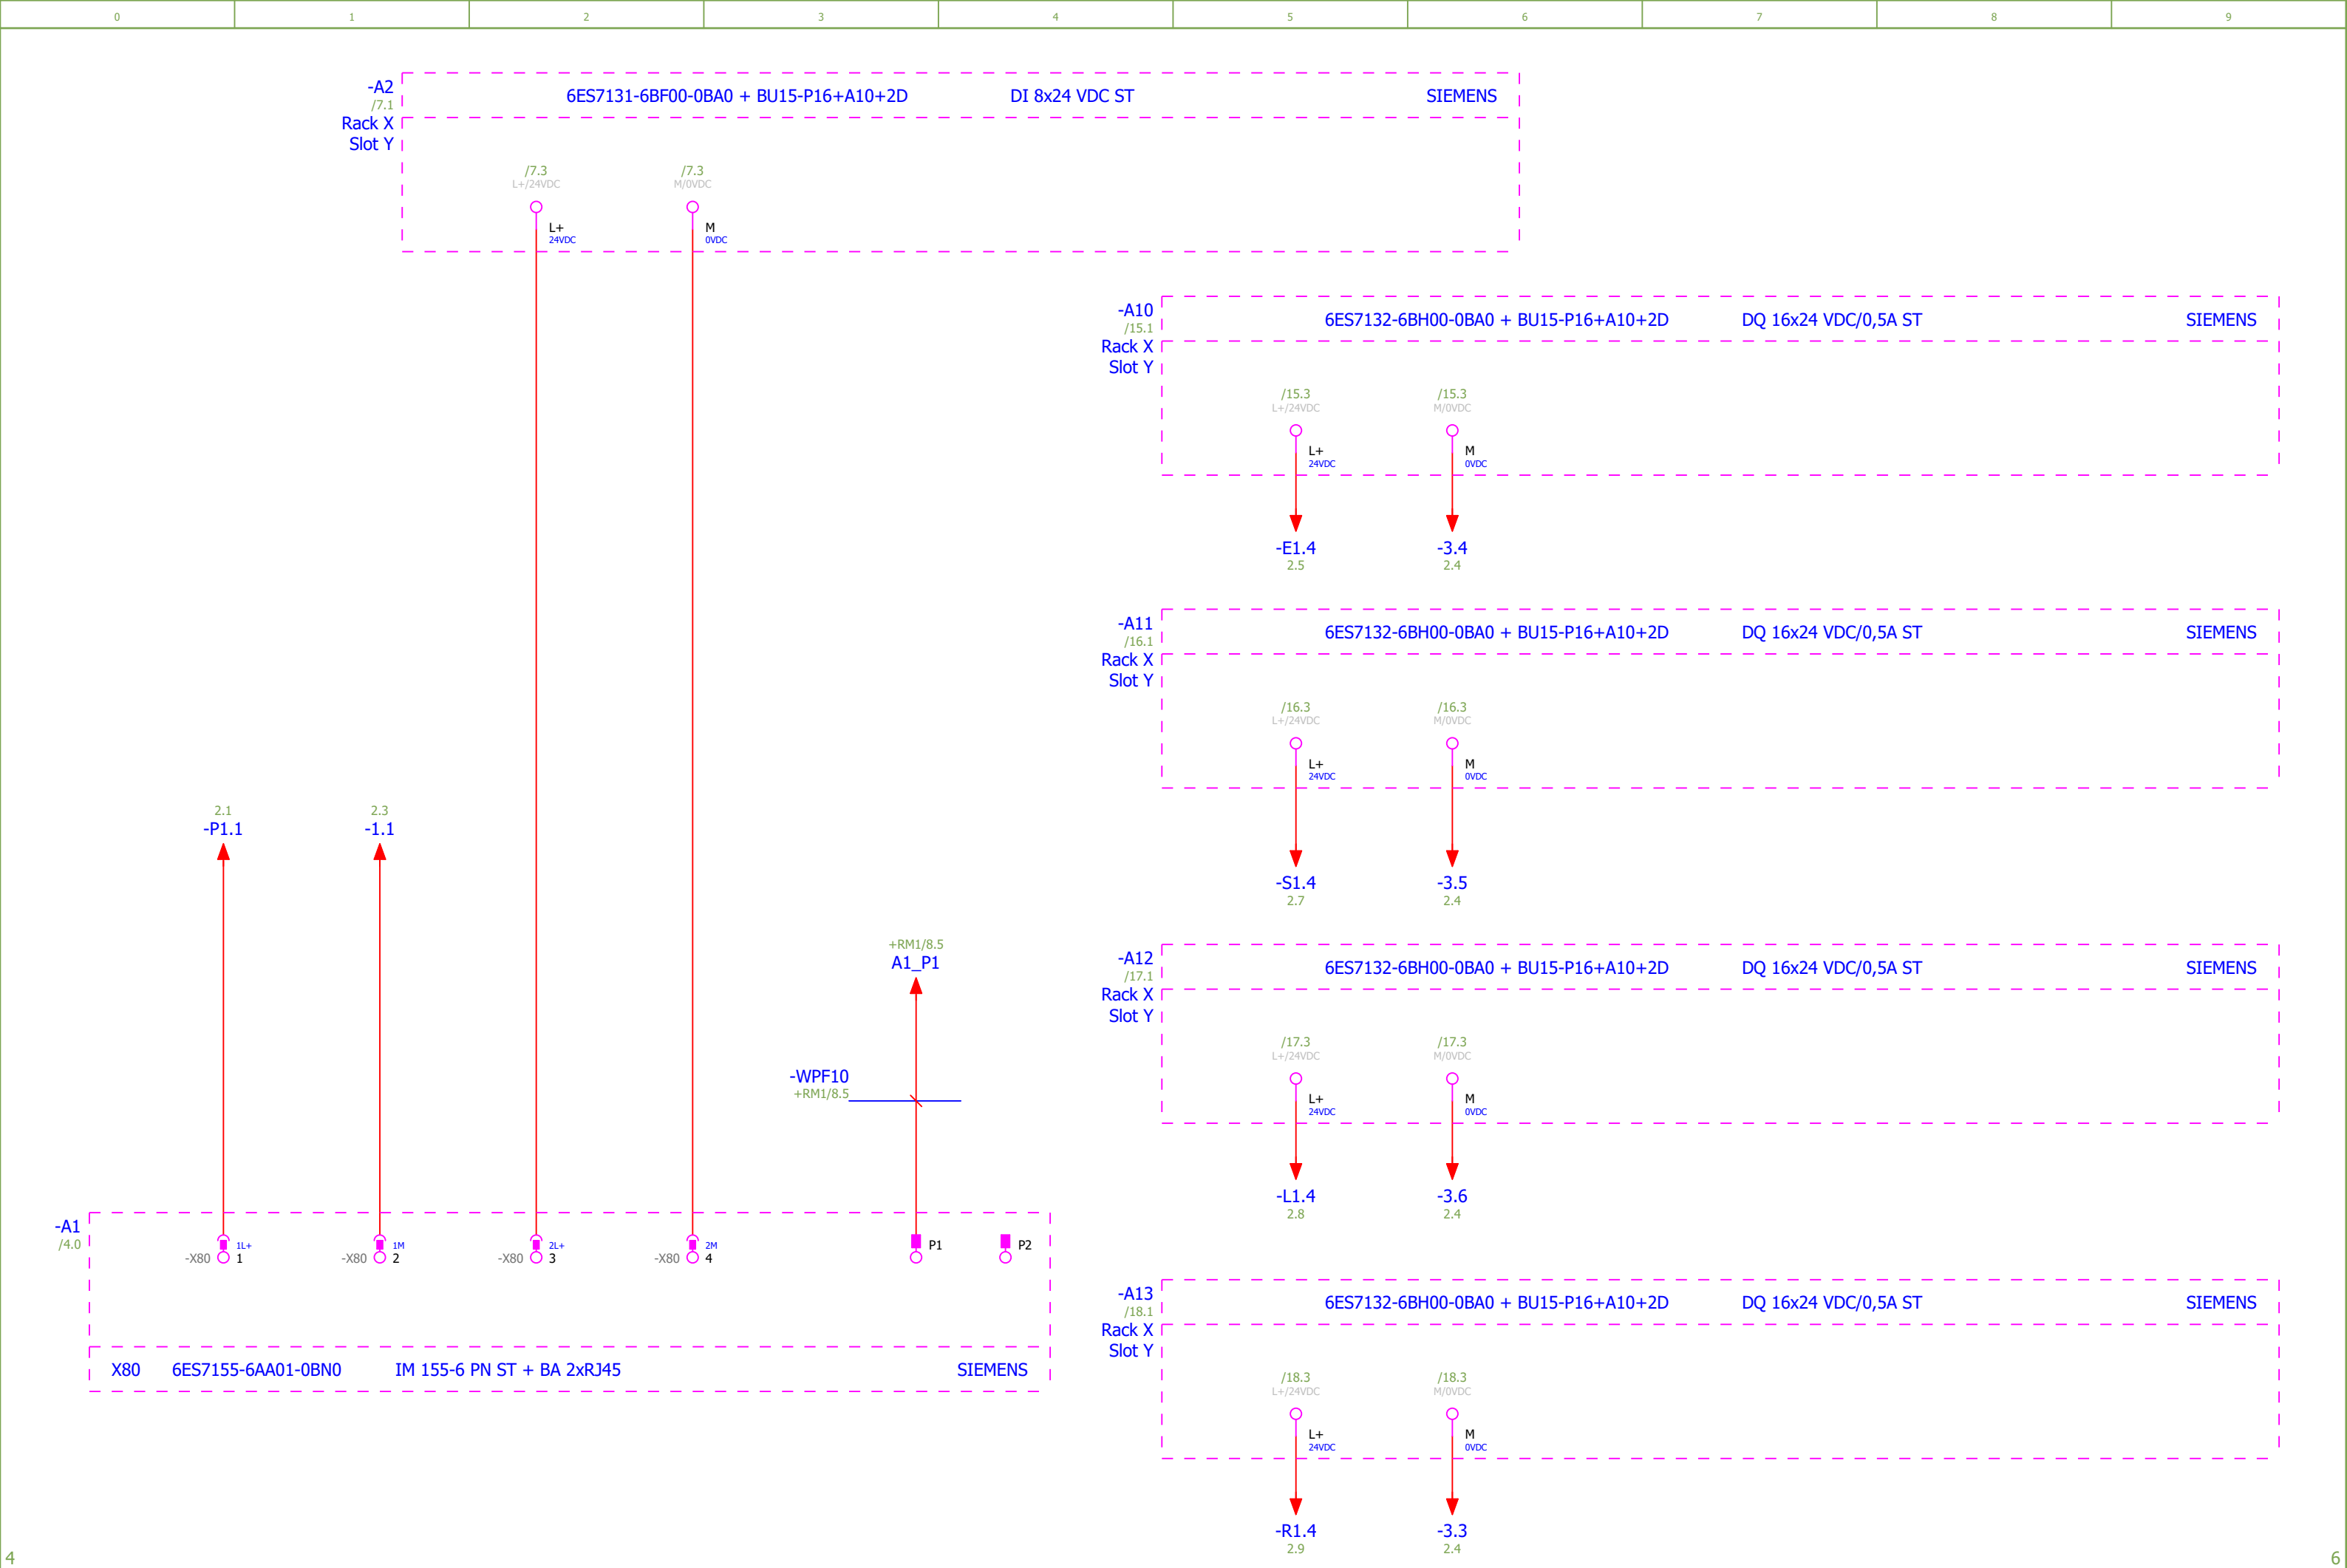 0 1 2 3 4 5 6 7 8 9
-A2
/7.1
Rack X
Slot Y
6ES7131-6BF00-0BA0 + BU15-P16+A10+2D DI 8x24 VDC ST SIEMENS
/7.3 /7.3
L+/24VDC M/0VDC
L+ M
24VDC 0VDC
-A10
/15.1
Rack X
Slot Y
6ES7132-6BH00-0BA0 + BU15-P16+A10+2D DQ 16x24 VDC/0,5A ST SIEMENS
/15.3 /15.3
L+/24VDC M/0VDC
L+ M
24VDC 0VDC
-E1.4 -3.4
2.5 2.4
-A11
/16.1
Rack X
Slot Y
6ES7132-6BH00-0BA0 + BU15-P16+A10+2D DQ 16x24 VDC/0,5A ST SIEMENS
/16.3 /16.3
L+/24VDC M/0VDC
L+ M
24VDC 0VDC
-S1.4 -3.5
2.7 2.4
2.1 2.3
-P1.1 -1.1
+RM1/8.5
A1_P1
-WPF10
+RM1/8.5
-A12
/17.1
Rack X
Slot Y
6ES7132-6BH00-0BA0 + BU15-P16+A10+2D DQ 16x24 VDC/0,5A ST SIEMENS
/17.3 /17.3
L+/24VDC M/0VDC
L+ M
24VDC 0VDC
-L1.4 -3.6
2.8 2.4
-A1
/4.0
1L+ 1M 2L+ 2M P1 P2
-X80 1 -X80 2 -X80 3 -X80 4
X80 6ES7155-6AA01-0BN0 IM 155-6 PN ST + BA 2xRJ45 SIEMENS
-A13
/18.1
Rack X
Slot Y
6ES7132-6BH00-0BA0 + BU15-P16+A10+2D DQ 16x24 VDC/0,5A ST SIEMENS
/18.3 /18.3
L+/24VDC M/0VDC
L+ M
24VDC 0VDC
-R1.4 -3.3
2.9 2.4
4 6